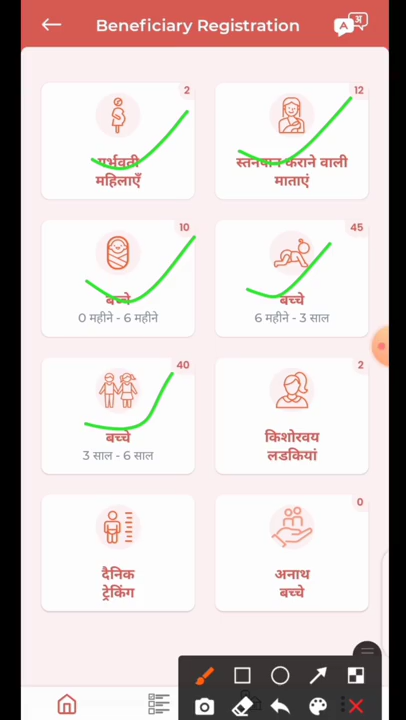 Beneficiary Registration
A अ
2
गर्भवती
महिलाएँ
12
स्तनपान कराने वाली
माताएं
10
बच्चे
0 महीने - 6 महीने
45
बच्चे
6 महीने - 3 साल
40
बच्चे
3 साल - 6 साल
2
किशोरवय
लडकियां
दैनिक
ट्रेकिंग
0
अनाथ
बच्चे